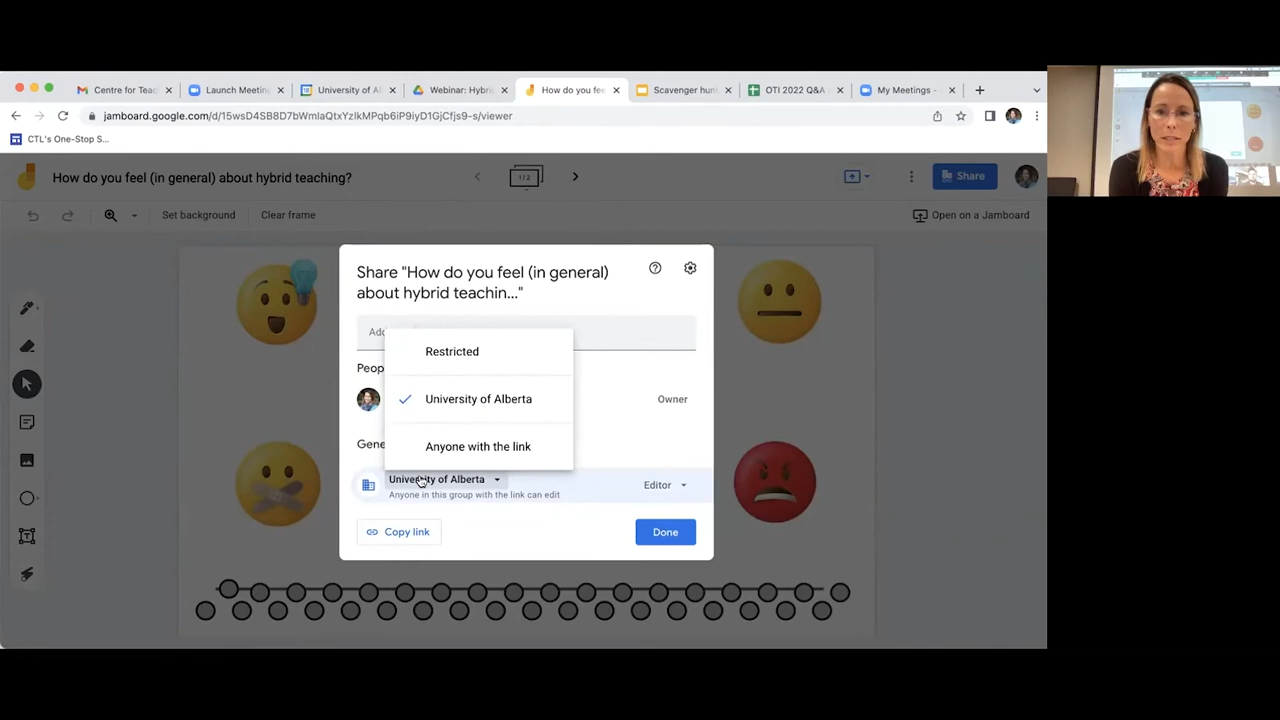 Centre for Teac
Launch Meetin
University of Al
Webinar: Hybri
How do you fee
Scavenger hun
OTI 2022 Q&A
My Meetings -
jamboard.google.com/d/15wsD4SB8D7bWmlaQtxYzlkMPqb6iP9iyD1GjCfjs9-s/viewer
CTL's One-Stop S...
How do you feel (in general) about hybrid teaching?
1 / 2
Share
Set background
Clear frame
Open on a Jamboard
Share "How do you feel (in general)
about hybrid teachin..."
Add
Restricted
Peop
University of Alberta
Owner
Gene
Anyone with the link
University of Alberta
Editor
Anyone in this group with the link can edit
Copy link
Done